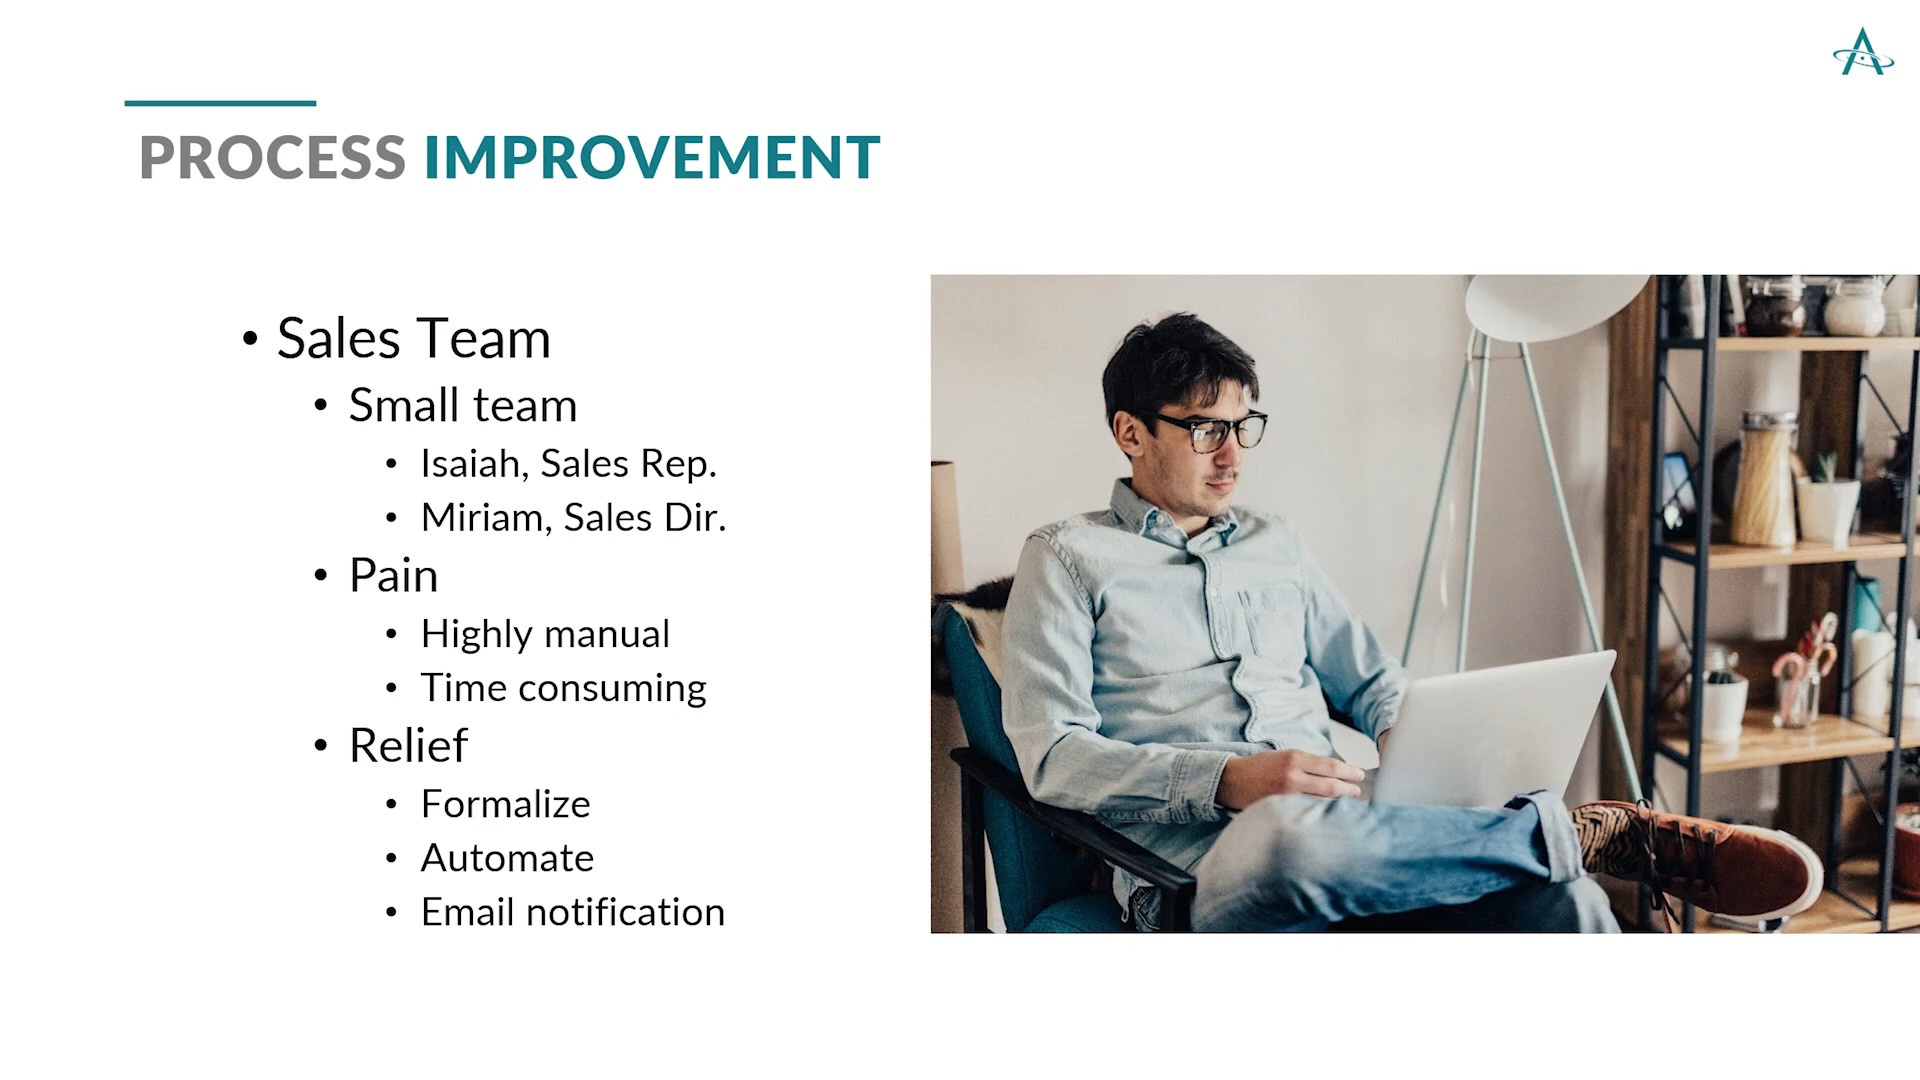 PROCESS IMPROVEMENT
• Sales Team
• Small team
• Isaiah, Sales Rep.
• Miriam, Sales Dir.
• Pain
• Highly manual
• Time consuming
• Relief
• Formalize
• Automate
• Email notification